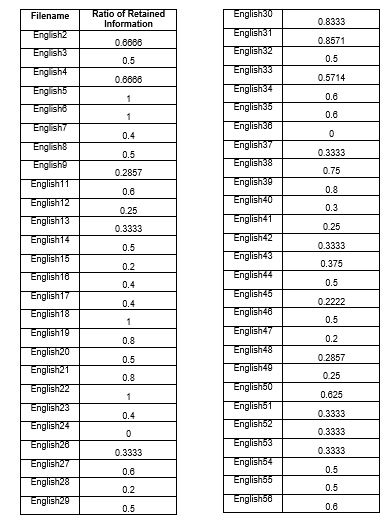 Filename Ratio of Retained
Information
English2 0.6666
English3 0.5
English4 0.6666
English5 1
English6 1
English7 0.4
English8 0.5
English9 0.2857
English11 0.6
English12 0.25
English13 0.3333
English14 0.5
English15 0.2
English16 0.4
English17 0.4
English18 1
English19 0.8
English20 0.5
English21 0.8
English22 1
English23 0.4
English24 0
English26 0.3333
English27 0.6
English28 0.2
English29 0.5
English30 0.8333
English31 0.8571
English32 0.5
English33 0.5714
English34 0.6
English35 0.6
English36 0
English37 0.3333
English38 0.75
English39 0.8
English40 0.3
English41 0.25
English42 0.3333
English43 0.375
English44 0.5
English45 0.2222
English46 0.5
English47 0.2
English48 0.2857
English49 0.25
English50 0.625
English51 0.3333
English52 0.3333
English53 0.3333
English54 0.5
English55 0.5
English56 0.6